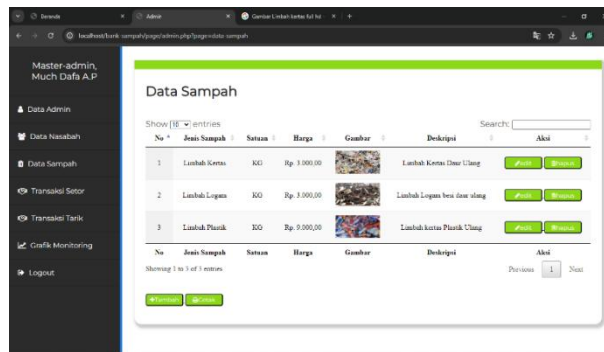 Beranda
Admin
Gambar Limbah kertas full hd
localhost/bank-sampah/page/admin.php?page=data-sampah
Master-admin,
Much Dafa A.P
Data Admin
Data Nasabah
Data Sampah
Transaksi Setor
Transaksi Tarik
Grafik Monitoring
Logout
Data Sampah
Show 10 entries
Search:
No Jenis Sampah Satuan Harga Gambar Deskripsi Aksi
1 Limbah Kertas KG Rp. 3.000,00 Limbah Kertas Daur Ulang edit hapus
2 Limbah Logam KG Rp. 5.000,00 Limbah Logam besi daur ulang edit hapus
3 Limbah Plastik KG Rp. 9.000,00 Limbah kertas Plastik Ulang edit hapus
No Jenis Sampah Satuan Harga Gambar Deskripsi Aksi
Showing 1 to 3 of 3 entries
Previous 1 Next
Tambah Cetak